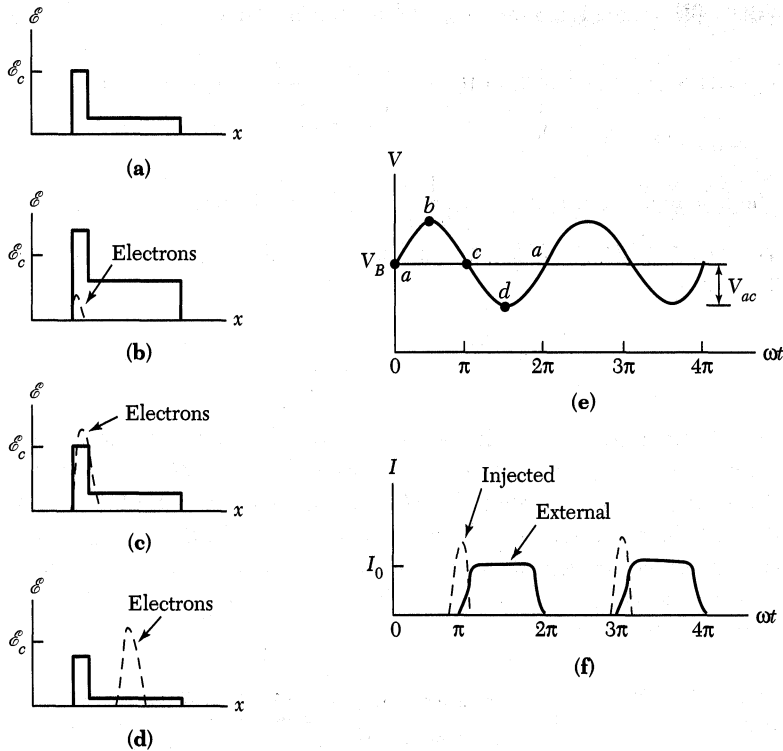 ℰ
ℰc
x
(a)
ℰ
ℰc
Electrons
x
(b)
ℰ
ℰc
Electrons
x
(c)
ℰ
ℰc
Electrons
x
(d)
V
b
VB
a
c
a
d
Vac
0
π
2π
3π
4π
ωt
(e)
I
Injected
External
I0
0
π
2π
3π
4π
ωt
(f)